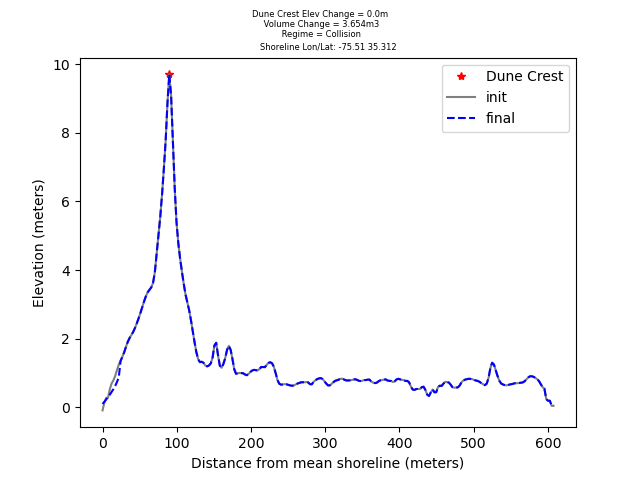 Dune Crest Elev Change = 0.0m
Volume Change = 3.654m3
Regime = Collision
Shoreline Lon/Lat: -75.51 35.312
Dune Crest
init
final
Elevation (meters)
10
8
6
4
2
0
0 100 200 300 400 500 600
Distance from mean shoreline (meters)